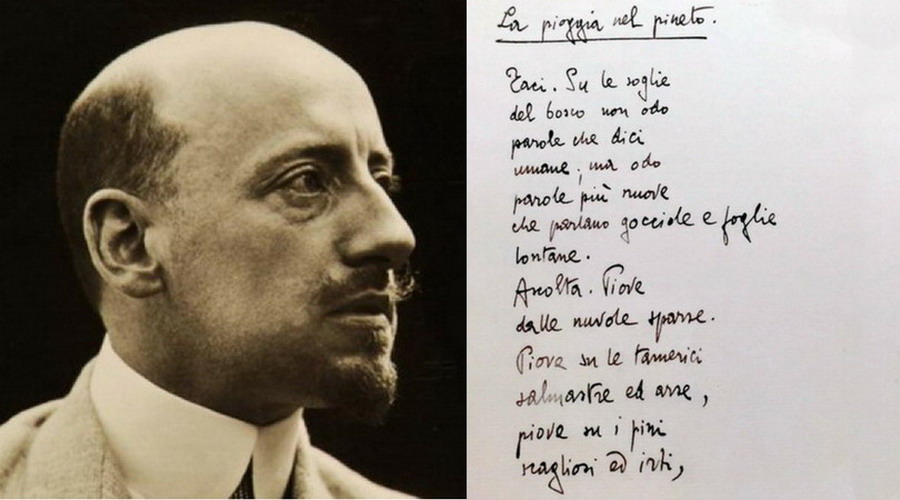 La pioggia nel pineto.
Taci. Su le soglie
del bosco non odo
parole che dici
umane; ma odo
parole più nuove
che parlano gocciole e foglie
lontane.
Ascolta. Piove
dalle nuvole sparse.
Piove su le tamerici
salmastre ed arse,
piove su i pini
scagliosi ed irti,